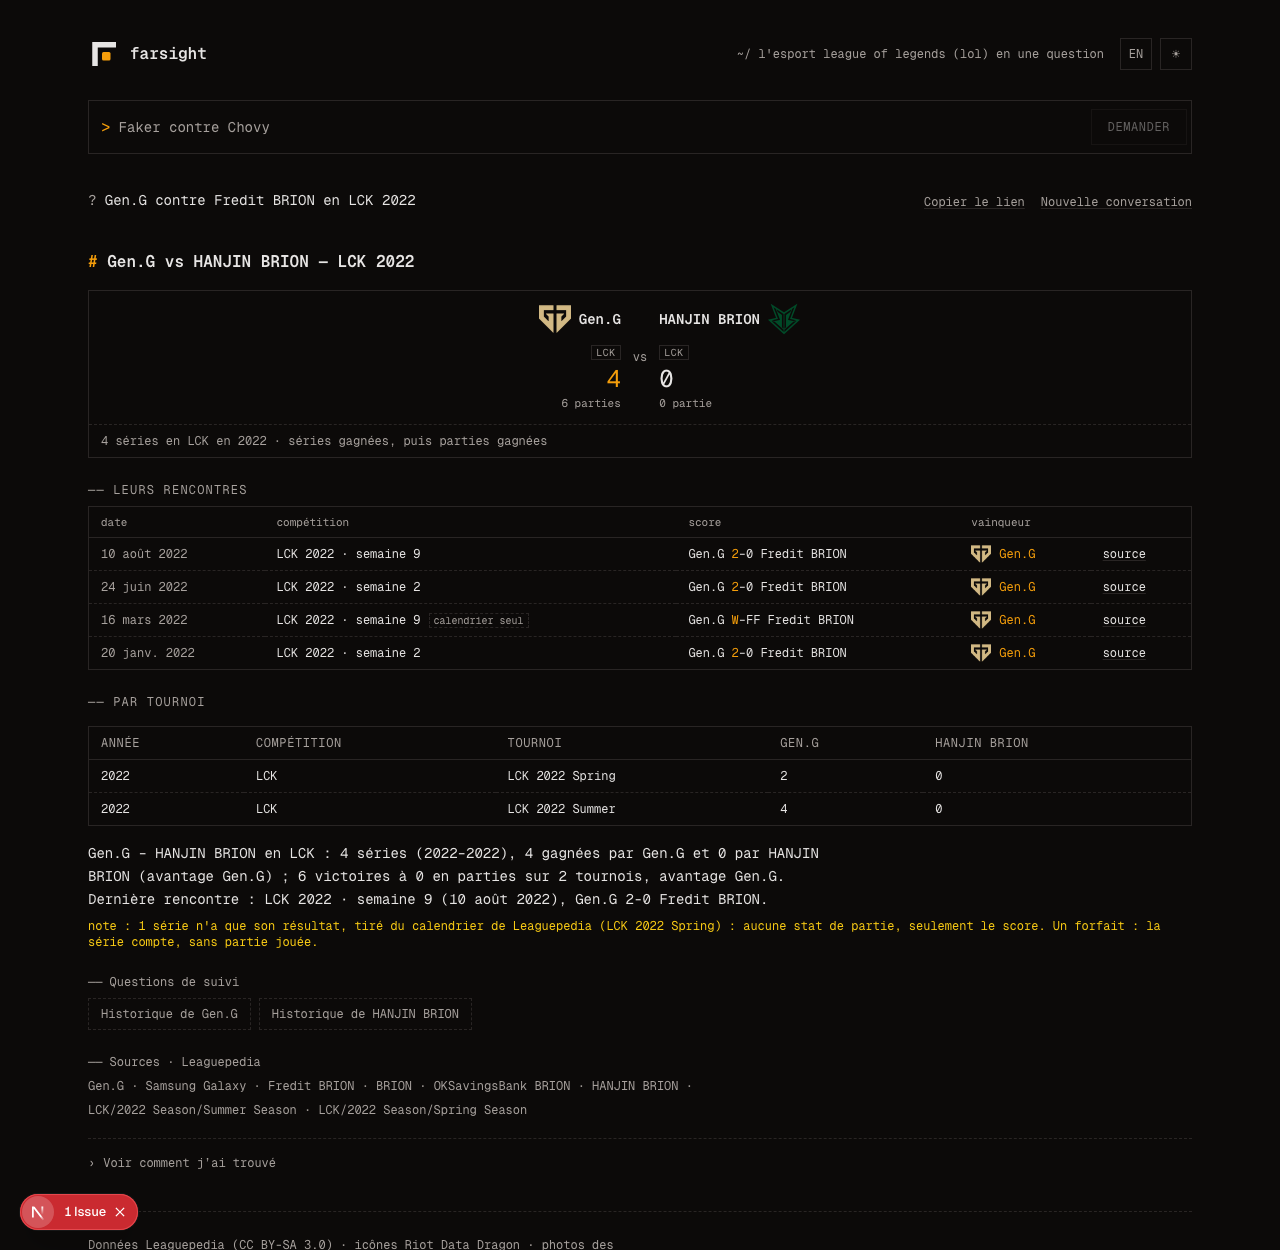 farsight
~/ l'esport league of legends (lol) en une question
EN
☀
> Faker contre Chovy
DEMANDER
? Gen.G contre Fredit BRION en LCK 2022
Copier le lien
Nouvelle conversation
# Gen.G vs HANJIN BRION — LCK 2022
Gen.G
HANJIN BRION
LCK
vs
LCK
4
0
6 parties
0 partie
4 séries en LCK en 2022 · séries gagnées, puis parties gagnées
—— LEURS RENCONTRES
date compétition score vainqueur
10 août 2022 LCK 2022 · semaine 9 Gen.G 2-0 Fredit BRION Gen.G source
24 juin 2022 LCK 2022 · semaine 2 Gen.G 2-0 Fredit BRION Gen.G source
16 mars 2022 LCK 2022 · semaine 9 calendrier seul Gen.G W-FF Fredit BRION Gen.G source
20 janv. 2022 LCK 2022 · semaine 2 Gen.G 2-0 Fredit BRION Gen.G source
—— PAR TOURNOI
ANNÉE COMPÉTITION TOURNOI GEN.G HANJIN BRION
2022 LCK LCK 2022 Spring 2 0
2022 LCK LCK 2022 Summer 4 0
Gen.G – HANJIN BRION en LCK : 4 séries (2022–2022), 4 gagnées par Gen.G et 0 par HANJIN
BRION (avantage Gen.G) ; 6 victoires à 0 en parties sur 2 tournois, avantage Gen.G.
Dernière rencontre : LCK 2022 · semaine 9 (10 août 2022), Gen.G 2-0 Fredit BRION.
note : 1 série n'a que son résultat, tiré du calendrier de Leaguepedia (LCK 2022 Spring) : aucune stat de partie, seulement le score. Un forfait : la
série compte, sans partie jouée.
—— Questions de suivi
Historique de Gen.G
Historique de HANJIN BRION
—— Sources · Leaguepedia
Gen.G · Samsung Galaxy · Fredit BRION · BRION · OKSavingsBank BRION · HANJIN BRION ·
LCK/2022 Season/Summer Season · LCK/2022 Season/Spring Season
› Voir comment j'ai trouvé
N 1 Issue ×
Données Leaguepedia (CC BY-SA 3.0) · icônes Riot Data Dragon · photos des